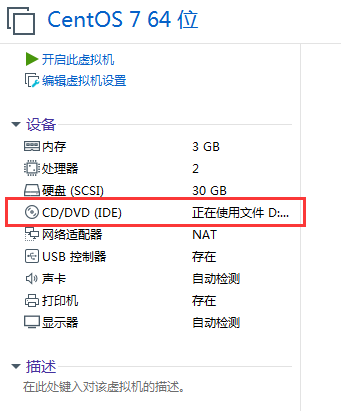 CentOS 7 64 位
开启此虚拟机
编辑虚拟机设置
设备
内存 3 GB
处理器 2
硬盘 (SCSI) 30 GB
CD/DVD (IDE) 正在使用文件 D:...
网络适配器 NAT
USB 控制器 存在
声卡 自动检测
打印机 存在
显示器 自动检测
描述
在此处键入对该虚拟机的描述。